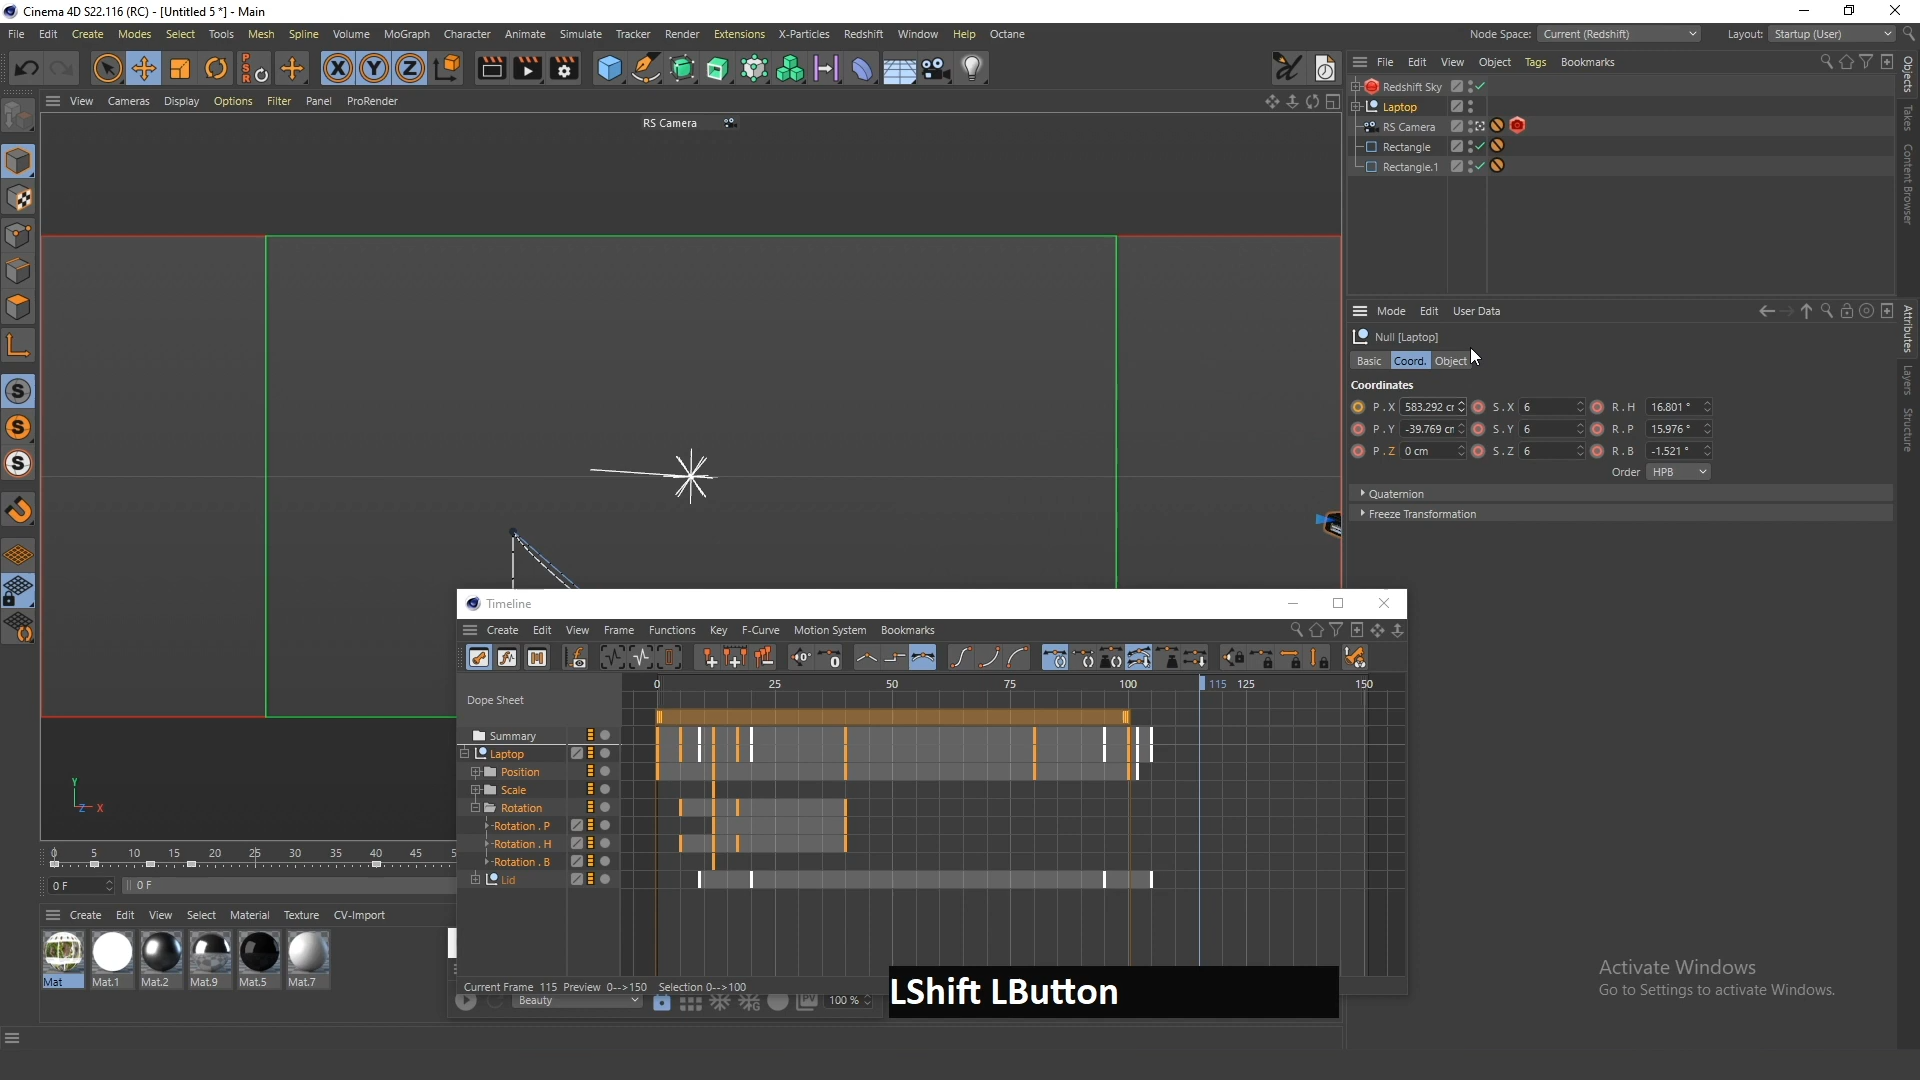 Cinema 4D S22.116 (RC) - [Untitled 5 *] - Main
File Edit Create Modes Select Tools Mesh Spline Volume MoGraph Character Animate Simulate Tracker Render Extensions X-Particles Redshift Window Help Octane
Node Space: Current (Redshift) Layout: Startup (User)
P S R
X Y Z
File Edit View Object Tags Bookmarks
View Cameras Display Options Filter Panel ProRender
RS Camera
Redshift Sky
Laptop
RS Camera
Rectangle
Rectangle.1
Objects
Takes
Content Browser
Attributes
Layers
Structure
Mode Edit User Data
Null [Laptop]
Basic Coord. Object
Coordinates
P . X 583.292 cr S . X 6 R . H 16.801 °
P . Y -39.769 cm S . Y 6 R . P 15.976 °
P . Z 0 cm S . Z 6 R . B -1.521 °
Order HPB
Quaternion
Freeze Transformation
Timeline
Create Edit View Frame Functions Key F-Curve Motion System Bookmarks
0 25 50 75 100 115 125 150
Dope Sheet
Summary
Laptop
Position
Scale
Rotation
Rotation . P
Rotation . H
Rotation . B
Lid
Current Frame 115 Preview 0-->150 Selection 0-->100
Y
Z X
0 5 10 15 20 25 30 35 40 45
0 F 0 F
Create Edit View Select Material Texture CV-Import
Mat Mat.1 Mat.2 Mat.9 Mat.5 Mat.7
Beauty 100 %
LShift LButton
Activate Windows
Go to Settings to activate Windows.